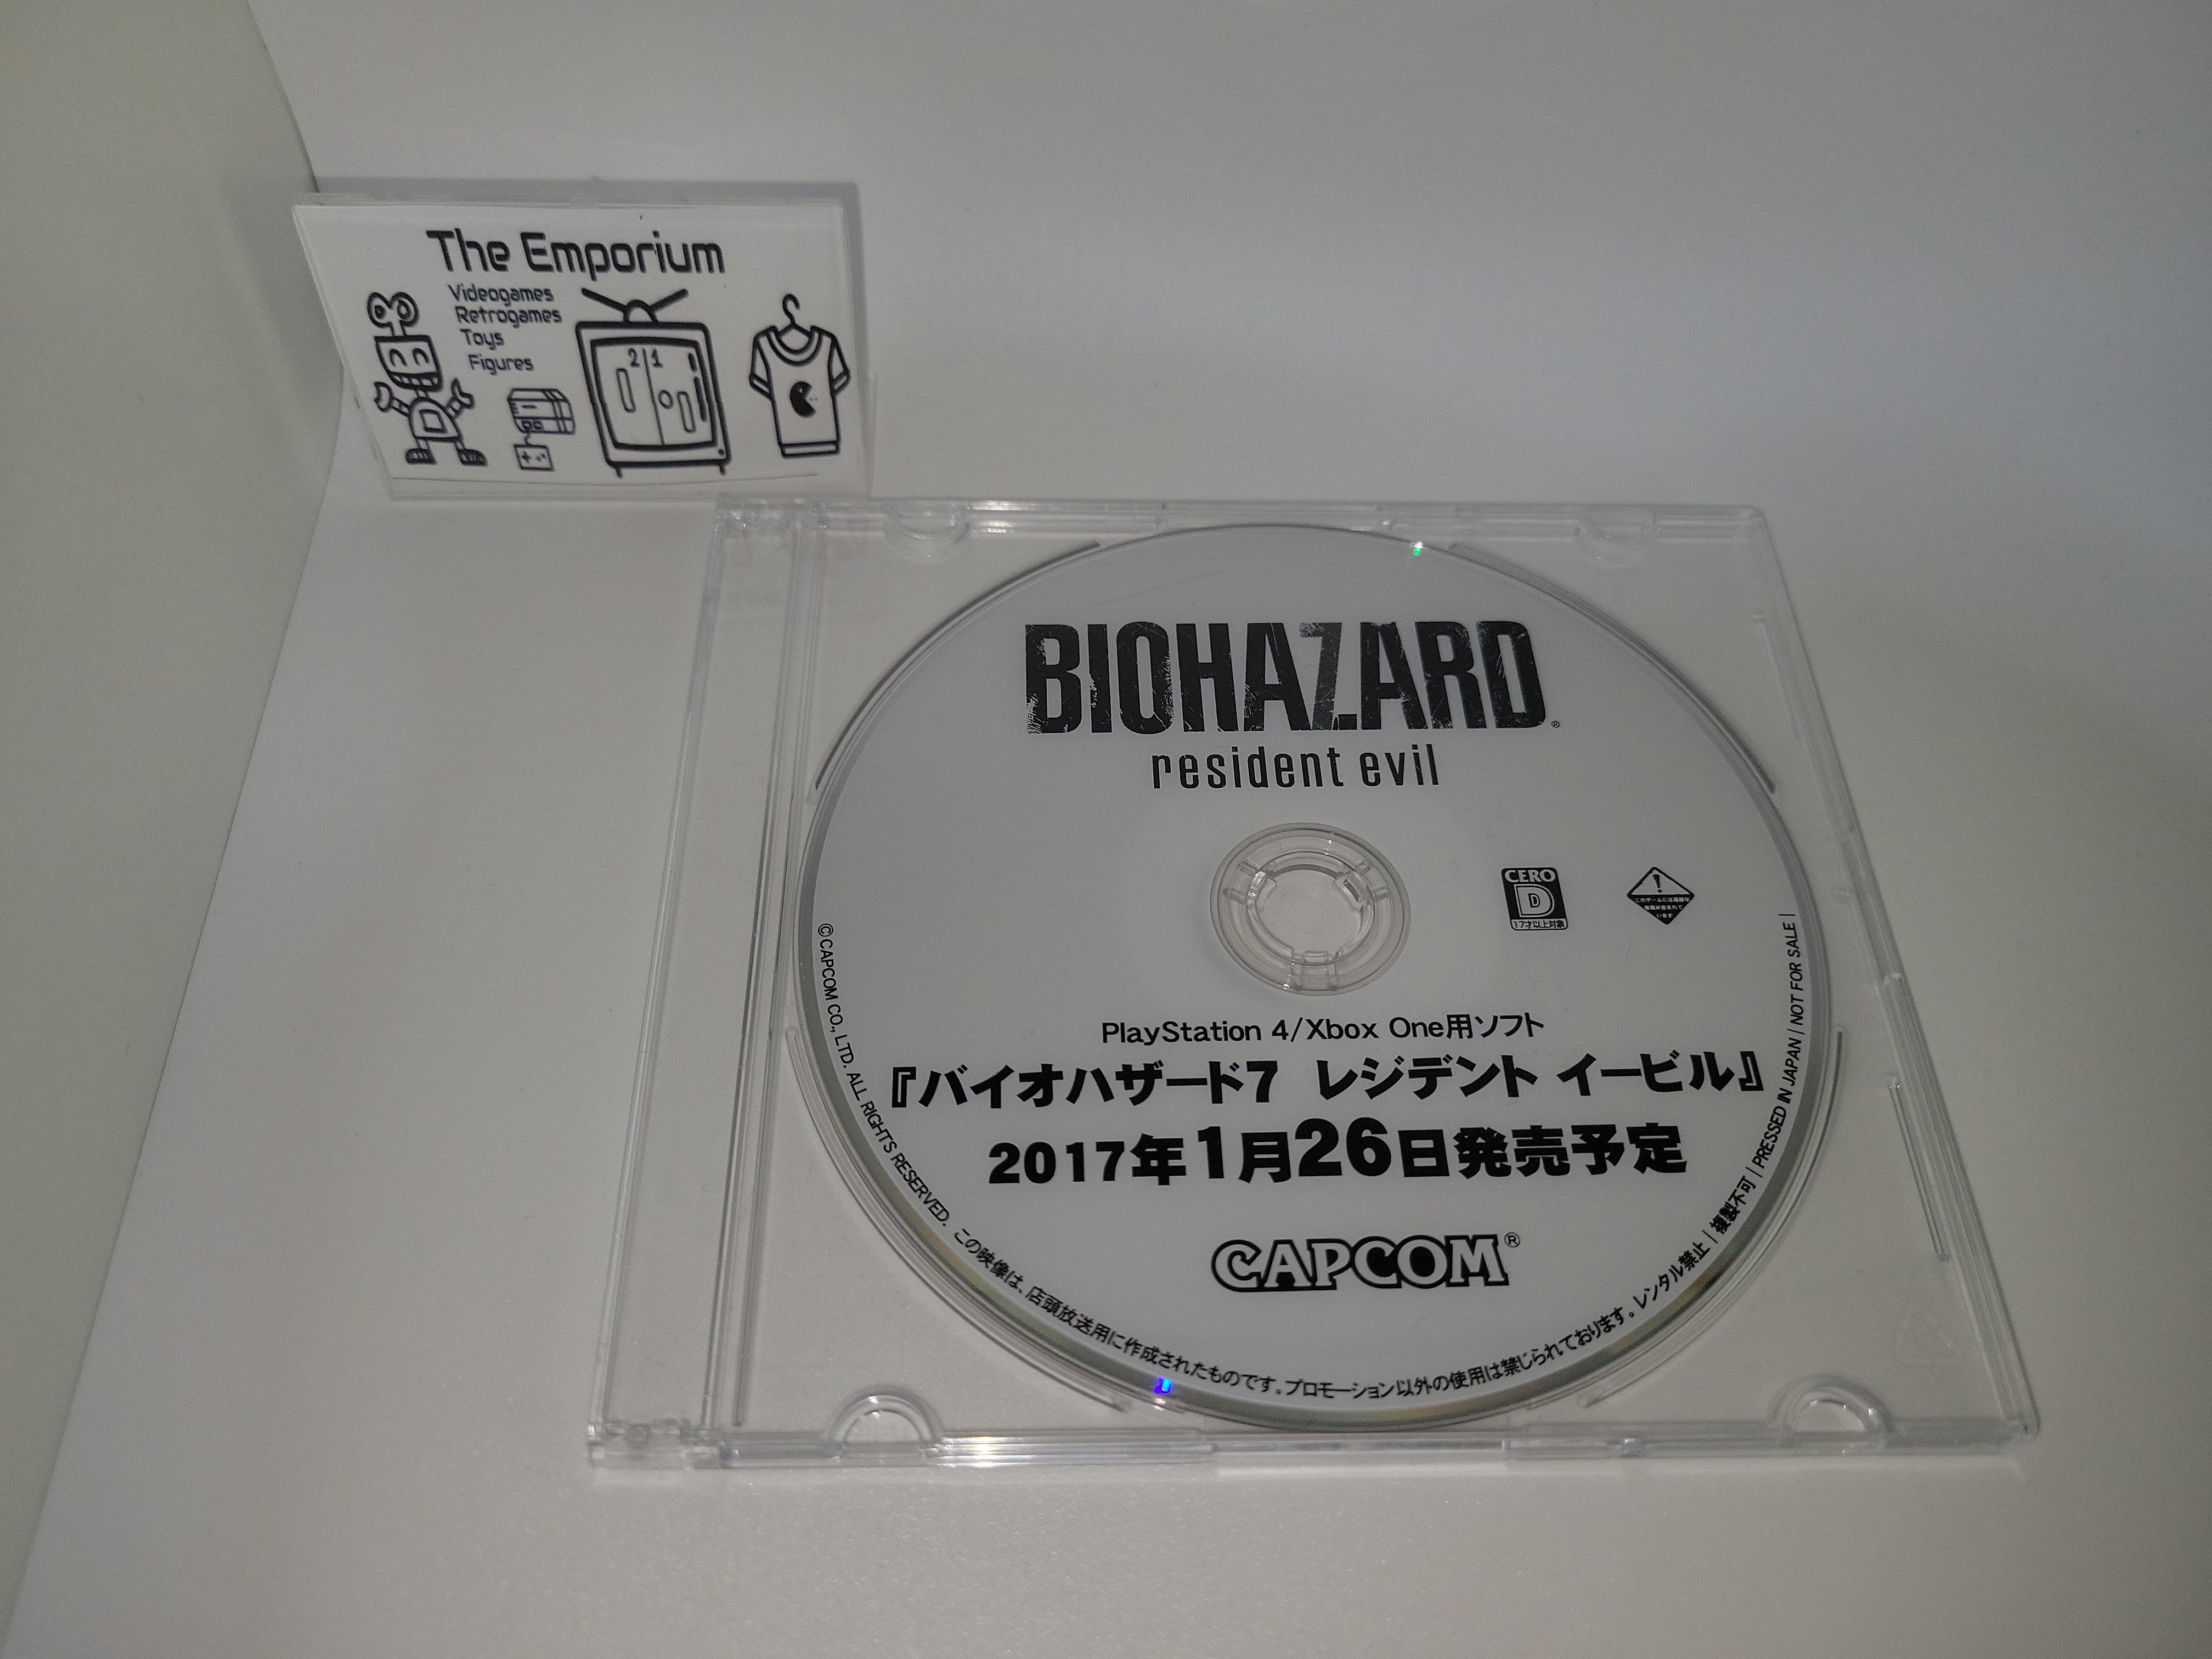 The Emporium
Videogames
Retrogames
Toys
Figures
2 1
BIOHAZARD®
resident evil
CERO
D
17才以上対象
PlayStation 4/Xbox One用ソフト
『バイオハザード7 レジデント イービル』
2017年1月26日発売予定
CAPCOM®
© CAPCOM CO., LTD. ALL RIGHTS RESERVED. この映像は、店頭放送用に作成されたものです。プロモーション以外の使用は禁じられております。レンタル禁止 | 複製不可 | PRESSED IN JAPAN | NOT FOR SALE |